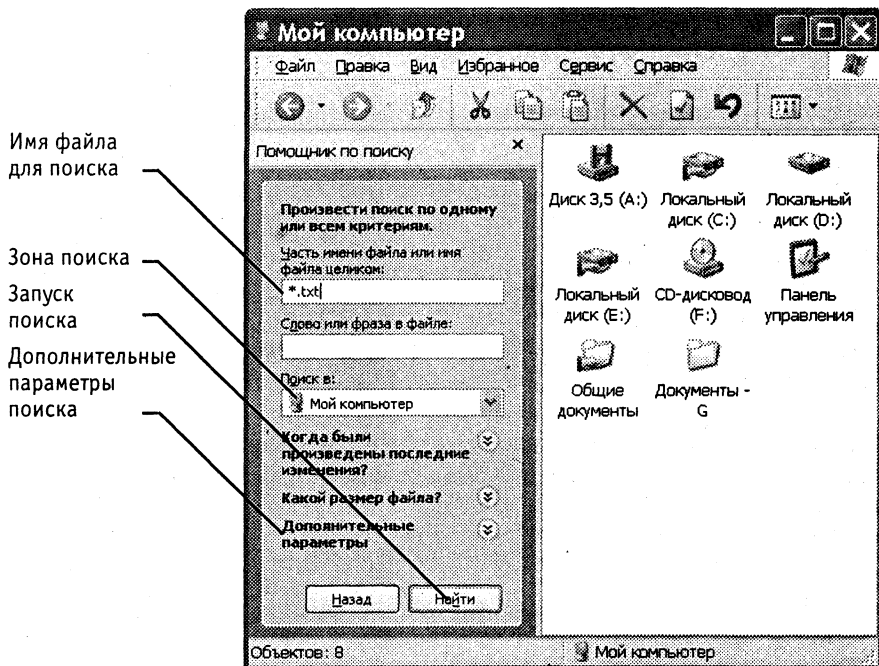 Мой компьютер
Файл Правка Вид Избранное Сервис Справка
Имя файла
для поиска
Зона поиска
Запуск
поиска
Дополнительные
параметры
поиска
Помощник по поиску
Произвести поиск по одному
или всем критериям.
Часть имени файла или имя
файла целиком:
*.txt
Слово или фраза в файле:
Поиск в:
Мой компьютер
Когда были
произведены последние
изменения?
Какой размер файла?
Дополнительные
параметры
Назад Найти
Диск 3,5 (A:) Локальный
диск (C:)
Локальный
диск (D:)
Локальный
диск (E:)
CD-дисковод
(F:)
Панель
управления
Общие
документы
Документы -
G
Объектов: 8 Мой компьютер